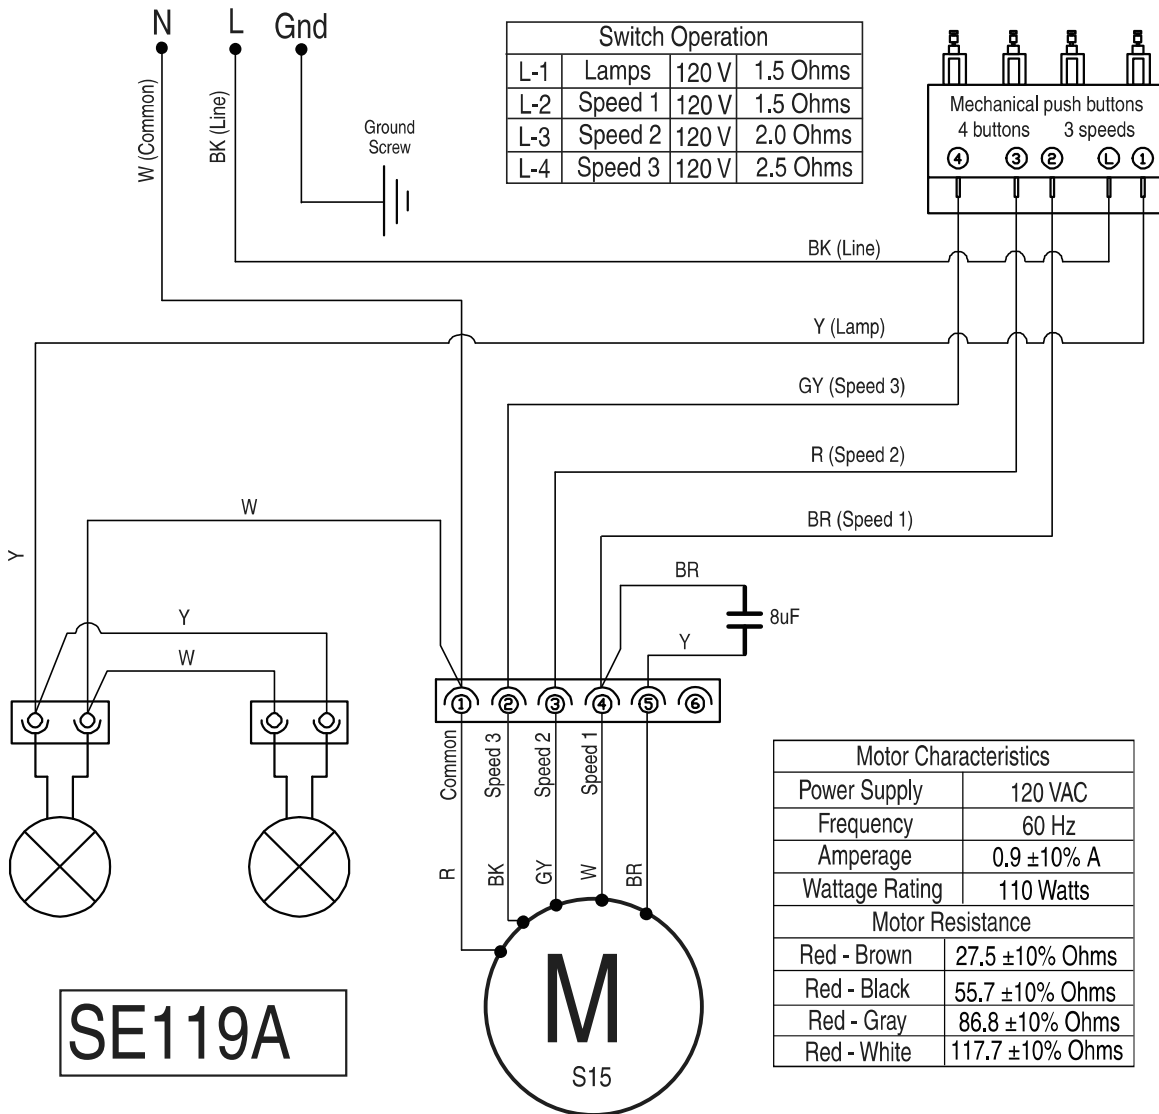 N L Gnd
W (Common)
BK (Line)
Ground
Screw
Switch Operation
L-1 Lamps 120 V 1.5 Ohms
L-2 Speed 1 120 V 1.5 Ohms
L-3 Speed 2 120 V 2.0 Ohms
L-4 Speed 3 120 V 2.5 Ohms
Mechanical push buttons
4 buttons 3 speeds
4 3 2 L 1
BK (Line)
Y (Lamp)
GY (Speed 3)
R (Speed 2)
BR (Speed 1)
W
Y
Y
W
BR
8uF
Y
1 2 3 4 5 6
Common
Speed 3
Speed 2
Speed 1
R
BK
GY
W
BR
M
S15
SE119A
Motor Characteristics
Power Supply 120 VAC
Frequency 60 Hz
Amperage 0.9 ±10% A
Wattage Rating 110 Watts
Motor Resistance
Red - Brown 27.5 ±10% Ohms
Red - Black 55.7 ±10% Ohms
Red - Gray 86.8 ±10% Ohms
Red - White 117.7 ±10% Ohms